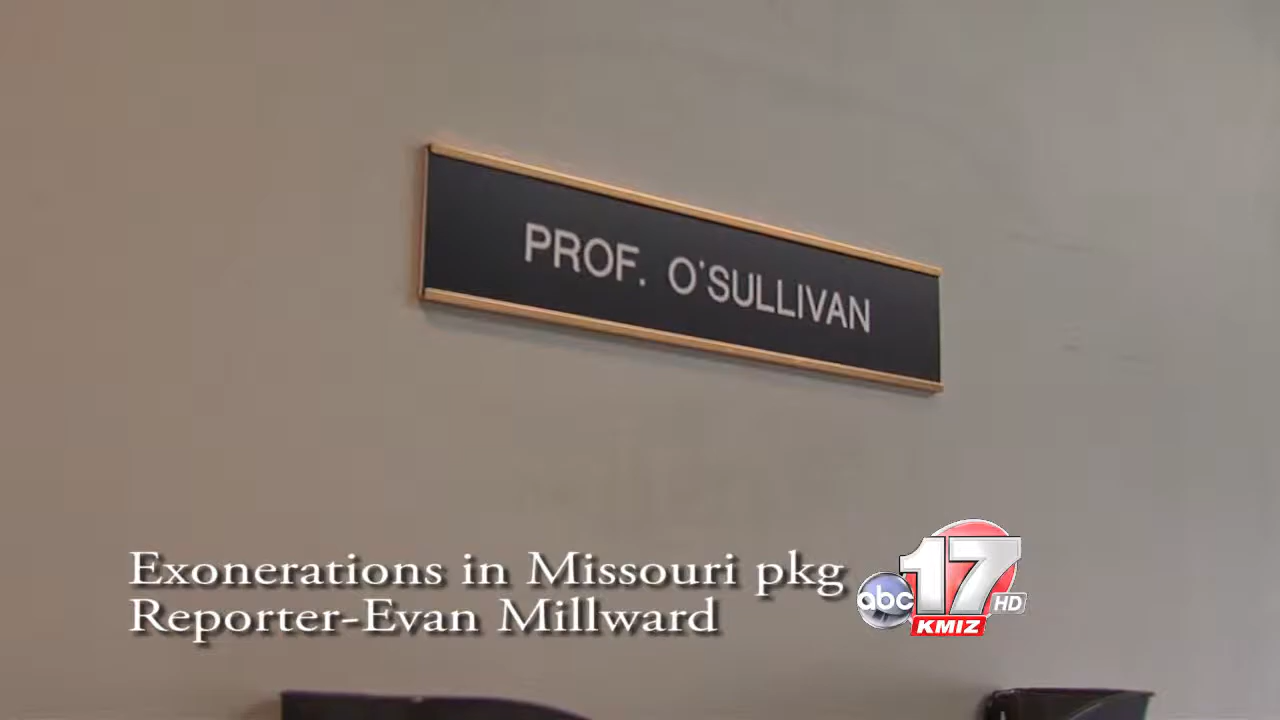 PROF. O'SULLIVAN
Exonerations in Missouri pkg
Reporter-Evan Millward
abc 17 HD
KMIZ